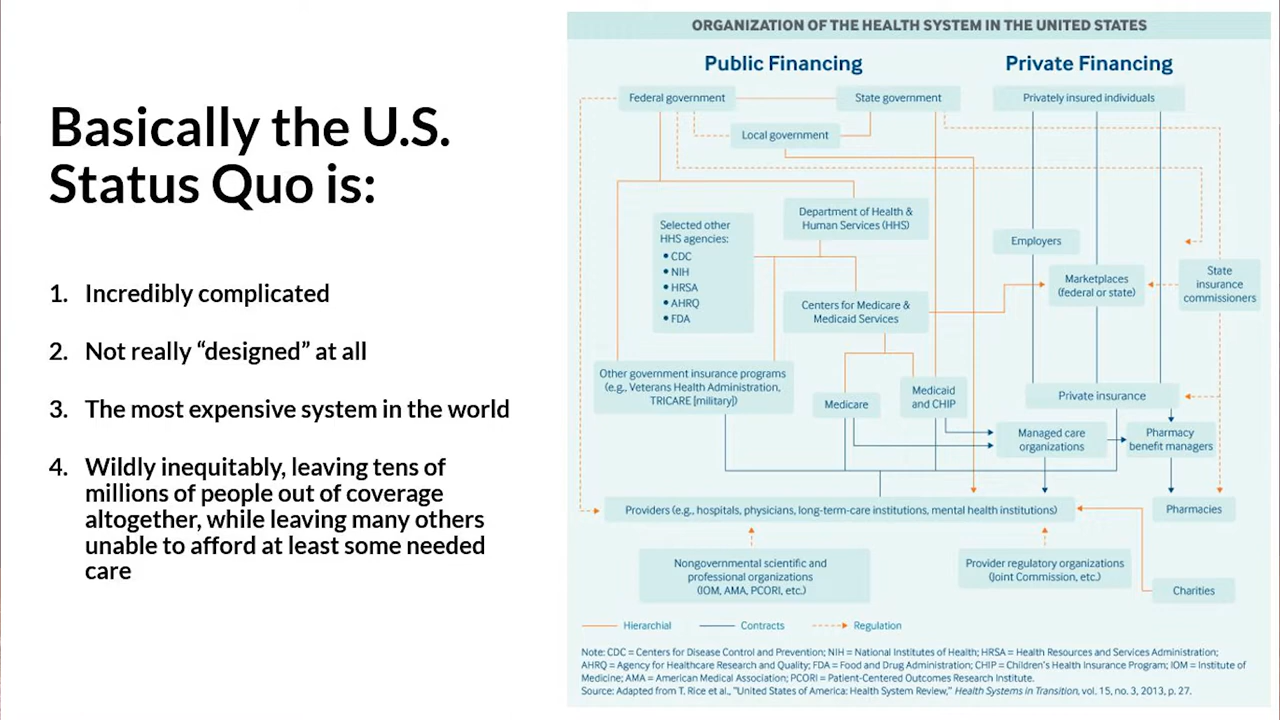 Basically the U.S.
Status Quo is:
1. Incredibly complicated
2. Not really “designed” at all
3. The most expensive system in the world
4. Wildly inequitably, leaving tens of
millions of people out of coverage
altogether, while leaving many others
unable to afford at least some needed
care
ORGANIZATION OF THE HEALTH SYSTEM IN THE UNITED STATES
Public Financing
Private Financing
Federal government
State government
Privately insured individuals
Local government
Department of Health &
Human Services (HHS)
Selected other
HHS agencies:
• CDC
• NIH
• HRSA
• AHRQ
• FDA
Employers
Marketplaces
(federal or state)
State
insurance
commissioners
Centers for Medicare &
Medicaid Services
Other government insurance programs
(e.g., Veterans Health Administration,
TRICARE [military])
Medicare
Medicaid
and CHIP
Private insurance
Managed care
organizations
Pharmacy
benefit managers
Providers (e.g., hospitals, physicians, long-term-care institutions, mental health institutions)
Pharmacies
Nongovernmental scientific and
professional organizations
(IOM, AMA, PCORI, etc.)
Provider regulatory organizations
(Joint Commission, etc.)
Charities
Hierarchial
Contracts
Regulation
Note: CDC = Centers for Disease Control and Prevention; NIH = National Institutes of Health; HRSA = Health Resources and Services Administration;
AHRQ = Agency for Healthcare Research and Quality; FDA = Food and Drug Administration; CHIP = Children’s Health Insurance Program; IOM = Institute of
Medicine; AMA = American Medical Association; PCORI = Patient-Centered Outcomes Research Institute.
Source: Adapted from T. Rice et al., “United States of America: Health System Review,” Health Systems in Transition, vol. 15, no. 3, 2013, p. 27.